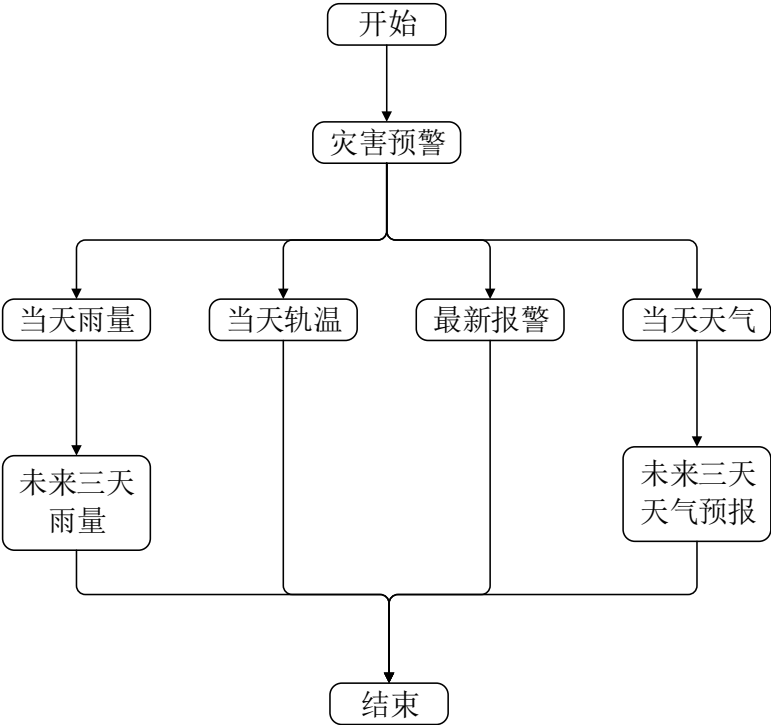 开始
灾害预警
当天雨量
当天轨温
最新报警
当天天气
未来三天
雨量
未来三天
天气预报
结束